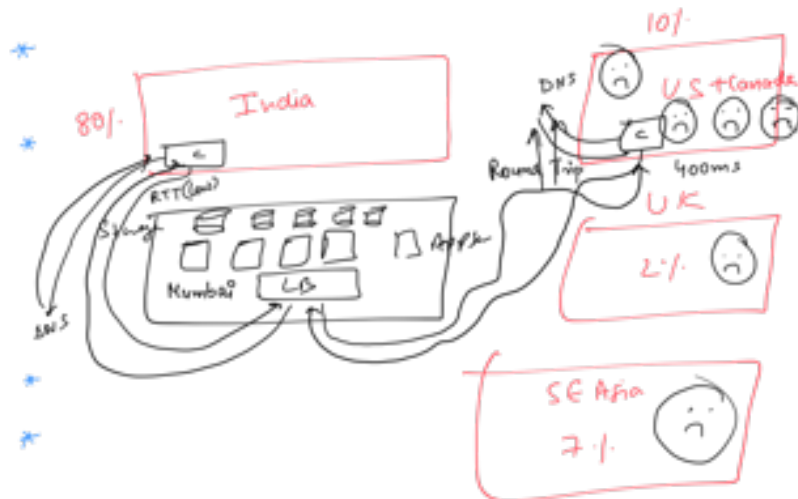 10%
DNS
US + Canada
India
80%
C
C
RTT (Low)
Round Trip
400ms
UK
Storage
AppSer
2%
Mumbai
LB
DNS
SE Asia
7%